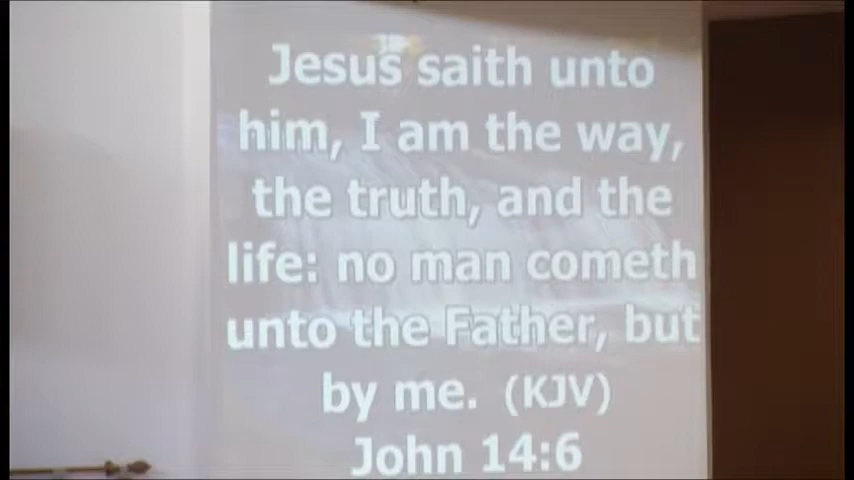 Jesus saith unto
him, I am the way,
the truth, and the
life: no man cometh
unto the Father, but
by me. (KJV)
John 14:6